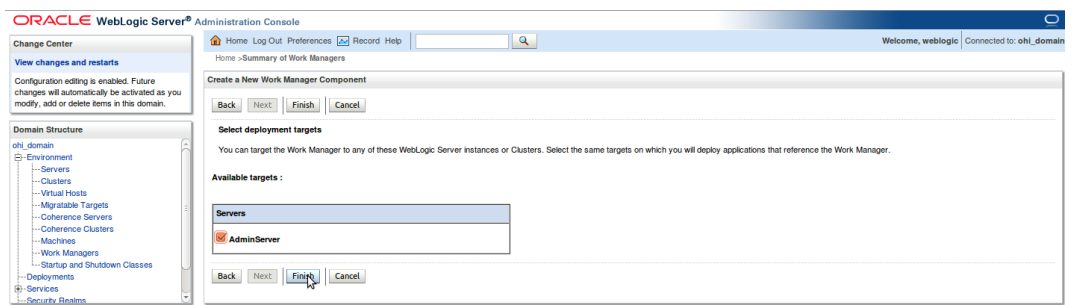 ORACLE WebLogic Server® Administration Console
Change Center
View changes and restarts
Configuration editing is enabled. Future
changes will automatically be activated as you
modify, add or delete items in this domain.
Domain Structure
ohi_domain
Environment
Servers
Clusters
Virtual Hosts
Migratable Targets
Coherence Servers
Coherence Clusters
Machines
Work Managers
Startup and Shutdown Classes
Deployments
Services
Security Realms
Home Log Out Preferences Record Help
Welcome, weblogic Connected to: ohi_domain
Home >Summary of Work Managers
Create a New Work Manager Component
Back Next Finish Cancel
Select deployment targets
You can target the Work Manager to any of these WebLogic Server instances or Clusters. Select the same targets on which you will deploy applications that reference the Work Manager.
Available targets :
Servers
AdminServer
Back Next Finish Cancel